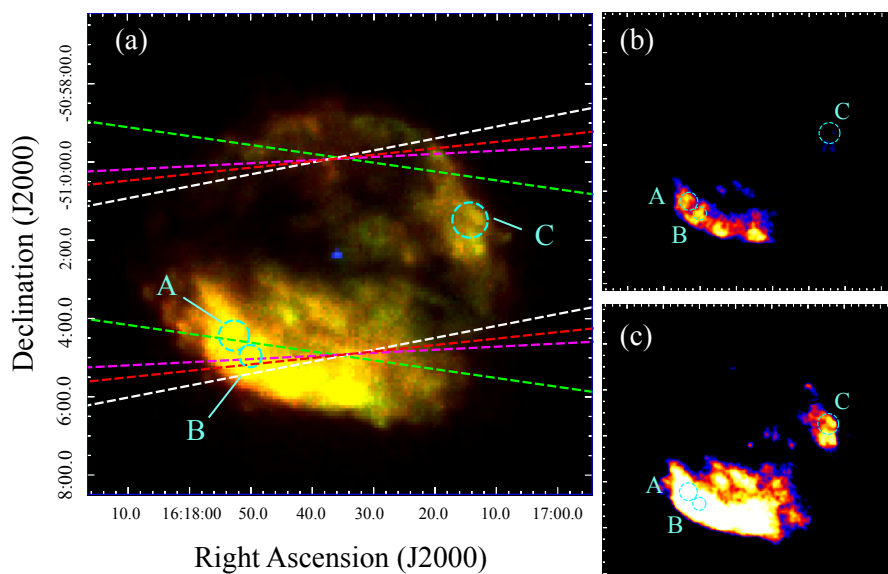 (a)
(b)
(c)
A
B
C
A
B
C
A
B
C
Declination (J2000)
-50:58:00.0
-51:0:00.0
2:00.0
4:00.0
6:00.0
8:00.0
10.0 16:18:00 50.0 40.0 30.0 20.0 10.0 17:00.0
Right Ascension (J2000)